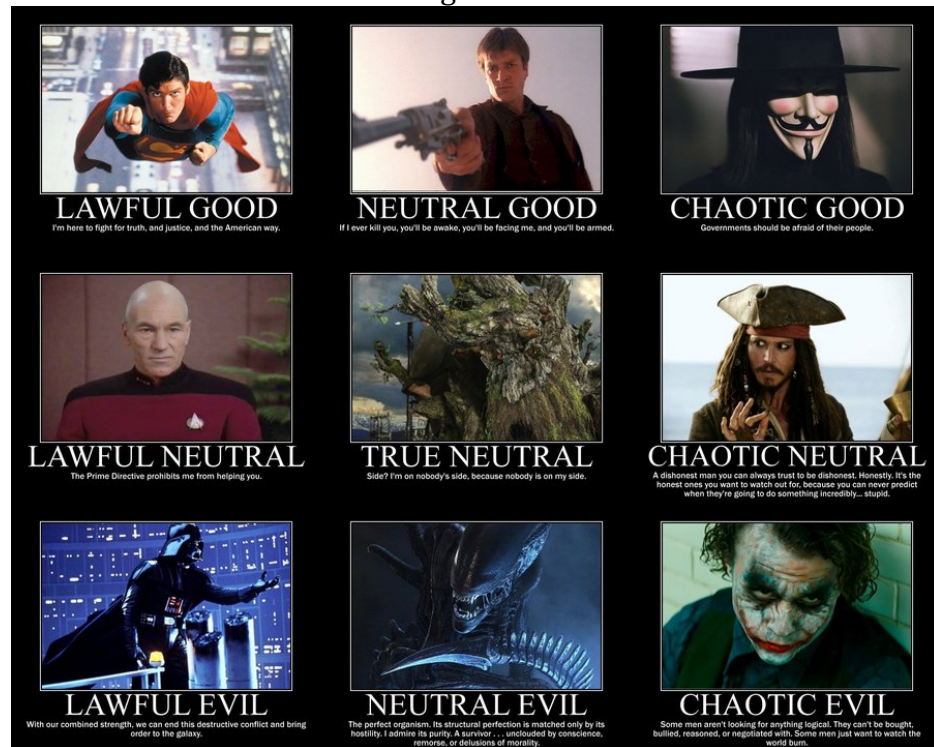 LAWFUL GOOD
I'm here to fight for truth, and justice, and the American way.
NEUTRAL GOOD
If I ever kill you, you'll be awake, you'll be facing me, and you'll be armed.
CHAOTIC GOOD
Governments should be afraid of their people.
LAWFUL NEUTRAL
The Prime Directive prohibits me from helping you.
TRUE NEUTRAL
Side? I'm on nobody's side, because nobody is on my side.
CHAOTIC NEUTRAL
A dishonest man you can always trust to be dishonest. Honestly. It's the
honest ones you want to watch out for, because you can never predict
when they're going to do something incredibly... stupid.
LAWFUL EVIL
With our combined strength, we can end this destructive conflict and bring
order to the galaxy.
NEUTRAL EVIL
The perfect organism. Its structural perfection is matched only by its
hostility. I admire its purity. A survivor . . . unclouded by conscience,
remorse, or delusions of morality.
CHAOTIC EVIL
Some men aren't looking for anything logical. They can't be bought,
bullied, reasoned, or negotiated with. Some men just want to watch the
world burn.